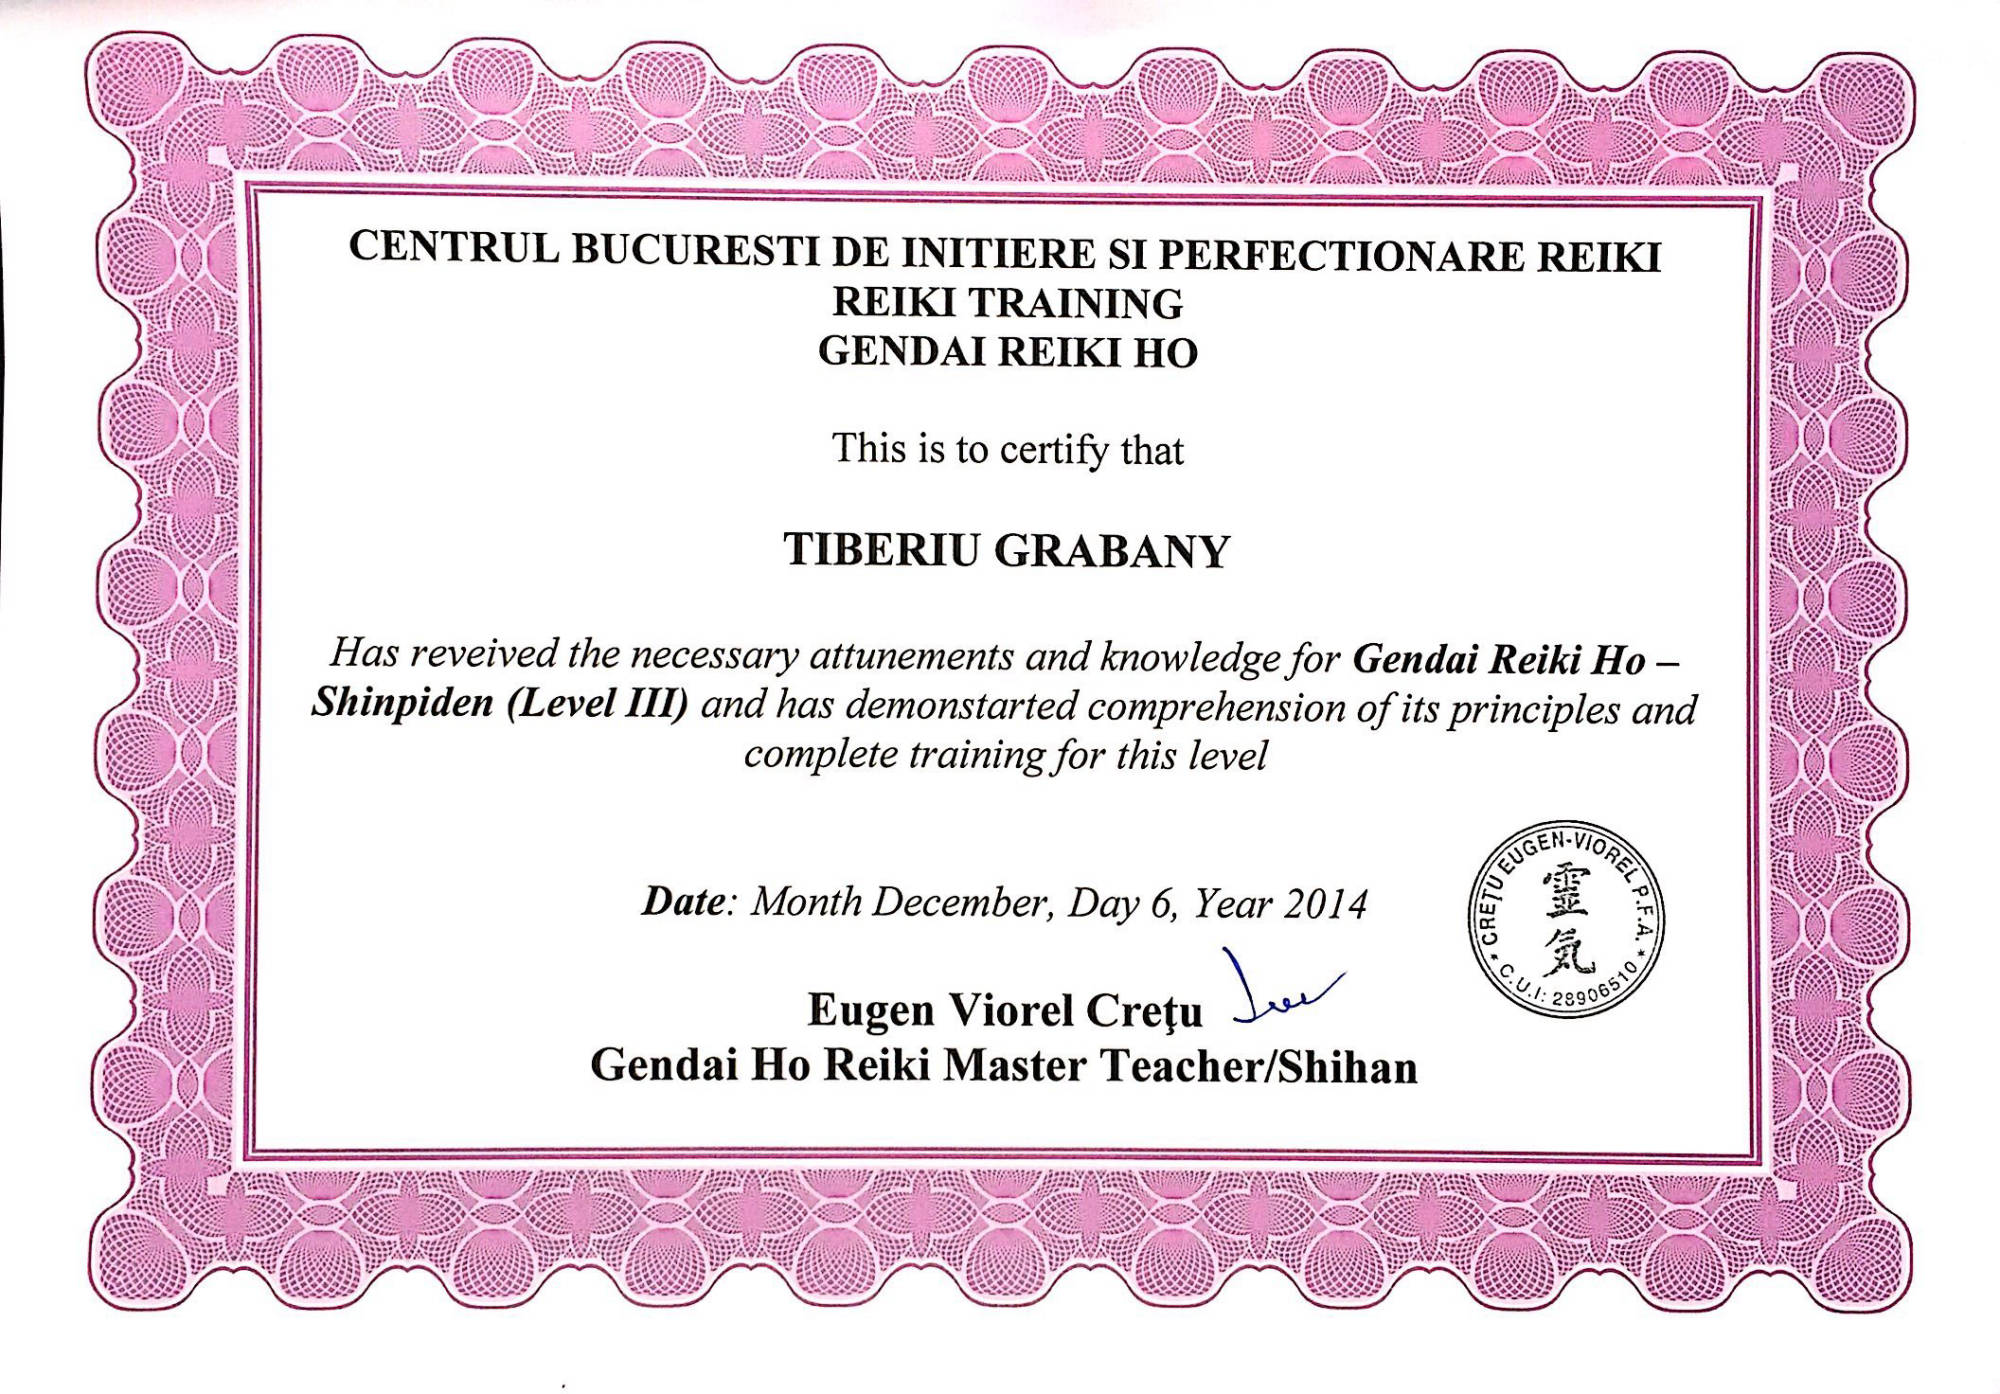 CENTRUL BUCURESTI DE INITIERE SI PERFECTIONARE REIKI
REIKI TRAINING
GENDAI REIKI HO
This is to certify that
TIBERIU GRABANY
Has reveived the necessary attunements and knowledge for Gendai Reiki Ho –
Shinpiden (Level III) and has demonstarted comprehension of its principles and
complete training for this level
Date: Month December, Day 6, Year 2014
Eugen Viorel Creţu
Gendai Ho Reiki Master Teacher/Shihan
* CREŢU EUGEN-VIOREL P.F.A. *
靈
氣
C.U.I: 28906510